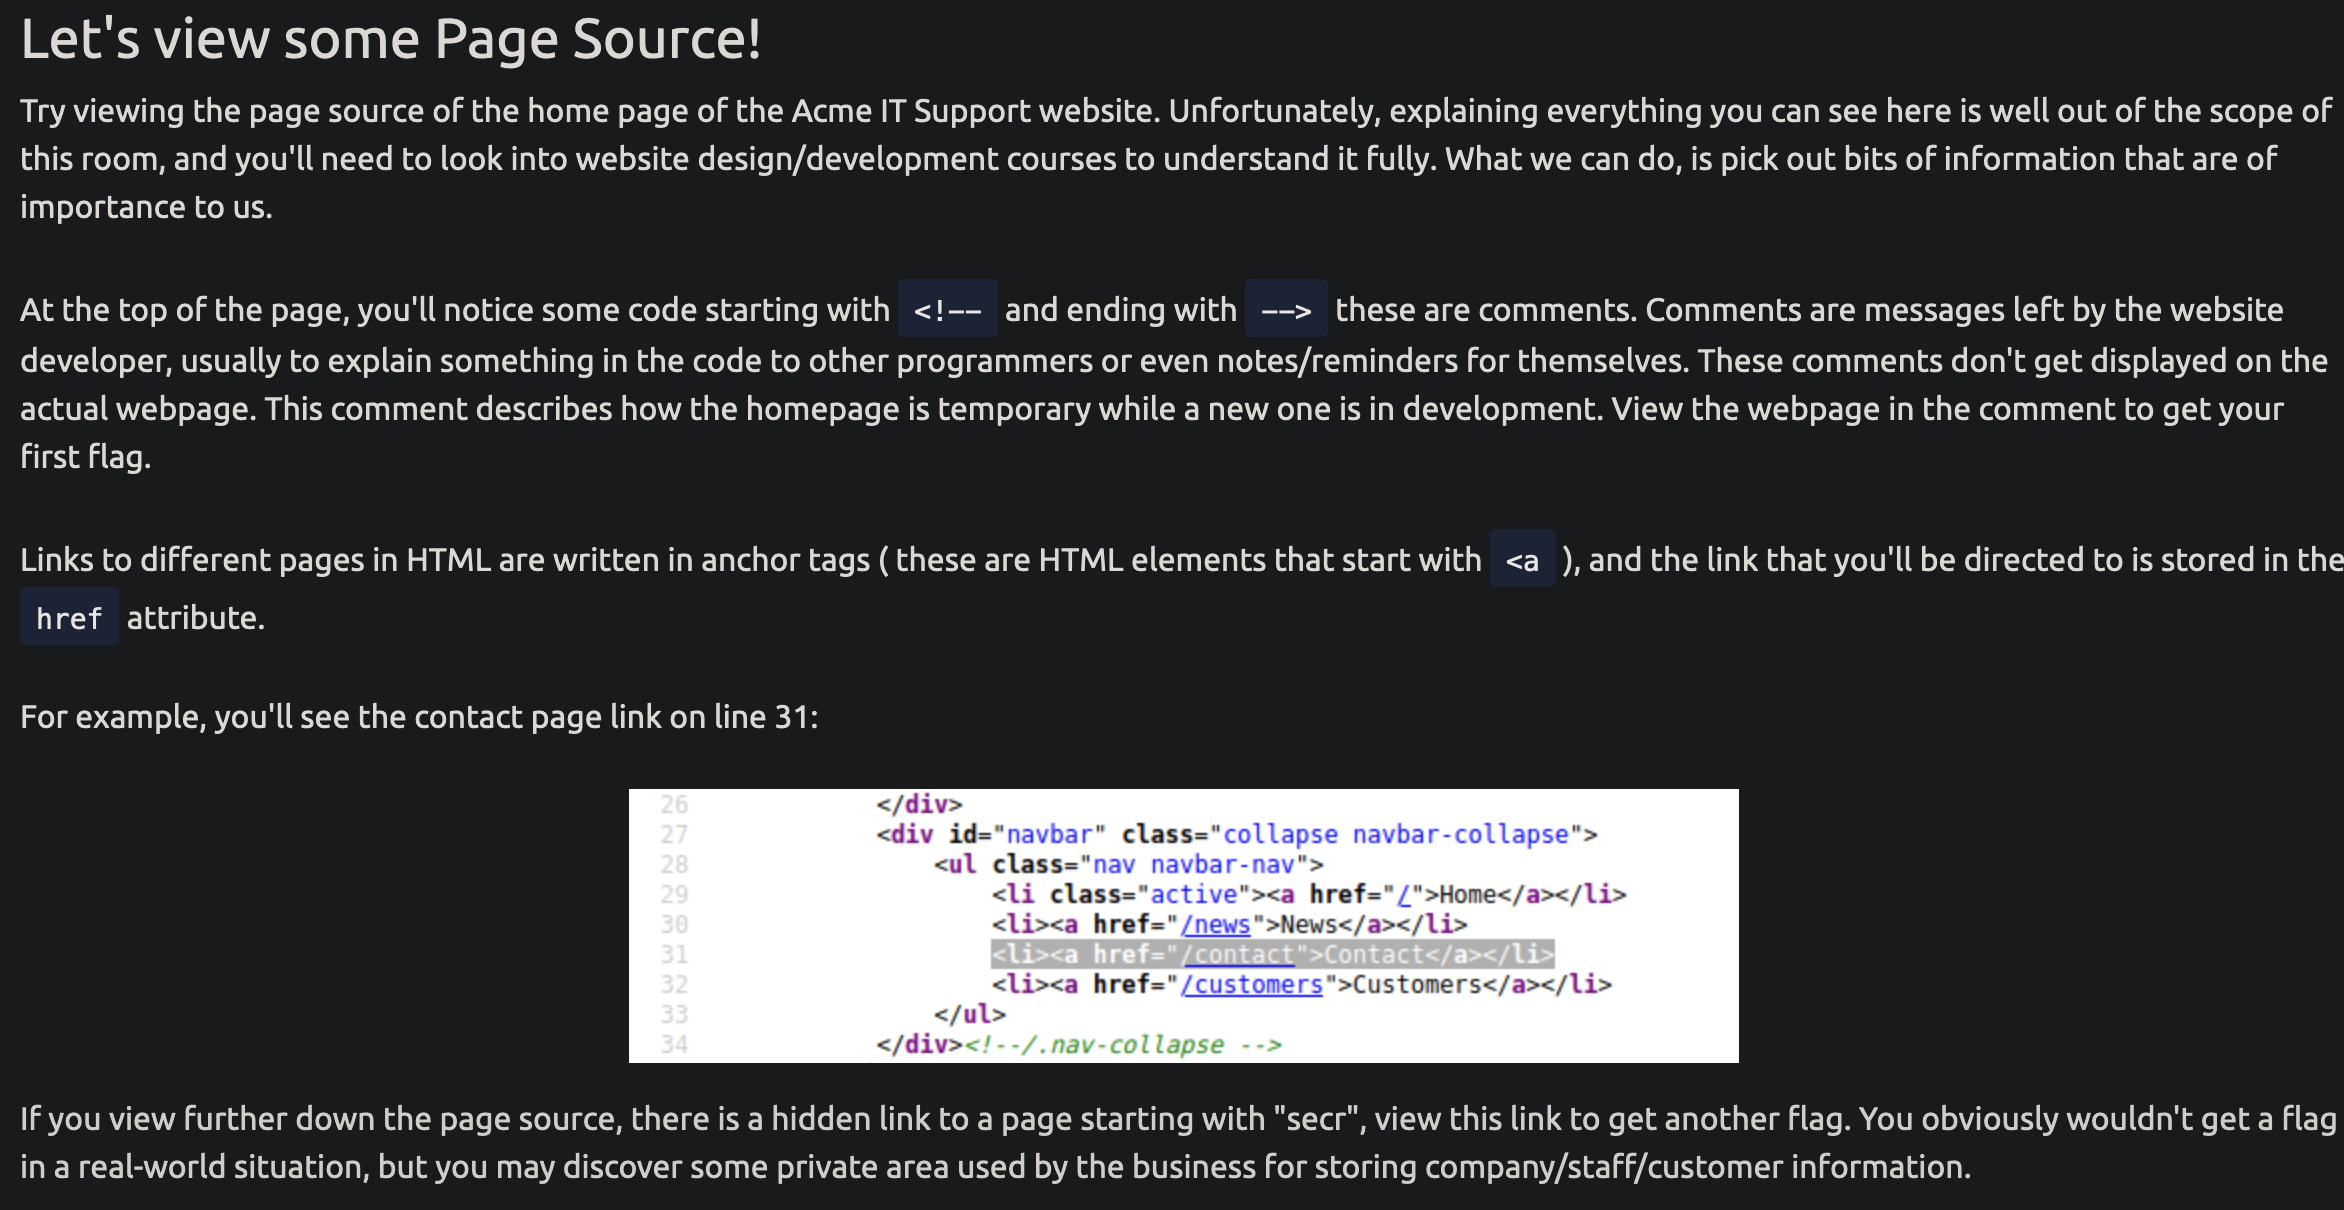 Let's view some Page Source!
Try viewing the page source of the home page of the Acme IT Support website. Unfortunately, explaining everything you can see here is well out of the scope of
this room, and you'll need to look into website design/development courses to understand it fully. What we can do, is pick out bits of information that are of
importance to us.
At the top of the page, you'll notice some code starting with <!-- and ending with --> these are comments. Comments are messages left by the website
developer, usually to explain something in the code to other programmers or even notes/reminders for themselves. These comments don't get displayed on the
actual webpage. This comment describes how the homepage is temporary while a new one is in development. View the webpage in the comment to get your
first flag.
Links to different pages in HTML are written in anchor tags ( these are HTML elements that start with <a ), and the link that you'll be directed to is stored in the
href attribute.
For example, you'll see the contact page link on line 31:
26 </div>
27 <div id="navbar" class="collapse navbar-collapse">
28 <ul class="nav navbar-nav">
29 <li class="active"><a href="/">Home</a></li>
30 <li><a href="/news">News</a></li>
31 <li><a href="/contact">Contact</a></li>
32 <li><a href="/customers">Customers</a></li>
33 </ul>
34 </div><!--/.nav-collapse -->
If you view further down the page source, there is a hidden link to a page starting with "secr", view this link to get another flag. You obviously wouldn't get a flag
in a real-world situation, but you may discover some private area used by the business for storing company/staff/customer information.